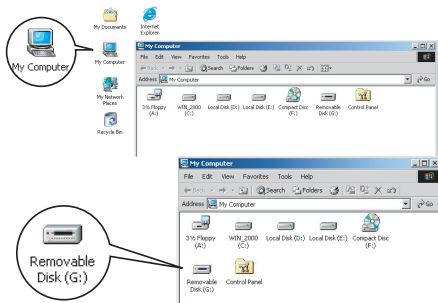 My Documents
Internet
Explorer
My Computer
My Computer
My Network
Places
Recycle Bin
My Computer
File Edit View Favorites Tools Help
Back Search Folders
Address My Computer Go
3½ Floppy (A:)
WIN_2000 (C:)
Local Disk (D:)
Local Disk (E:)
Compact Disc (F:)
Removable Disk (G:)
Control Panel
My Computer
File Edit View Favorites Tools Help
Back Search Folders
Address My Computer Go
3½ Floppy (A:)
WIN_2000 (C:)
Local Disk (D:)
Local Disk (E:)
Compact Disc (F:)
Removable Disk (G:)
Control Panel
Removable
Disk (G:)